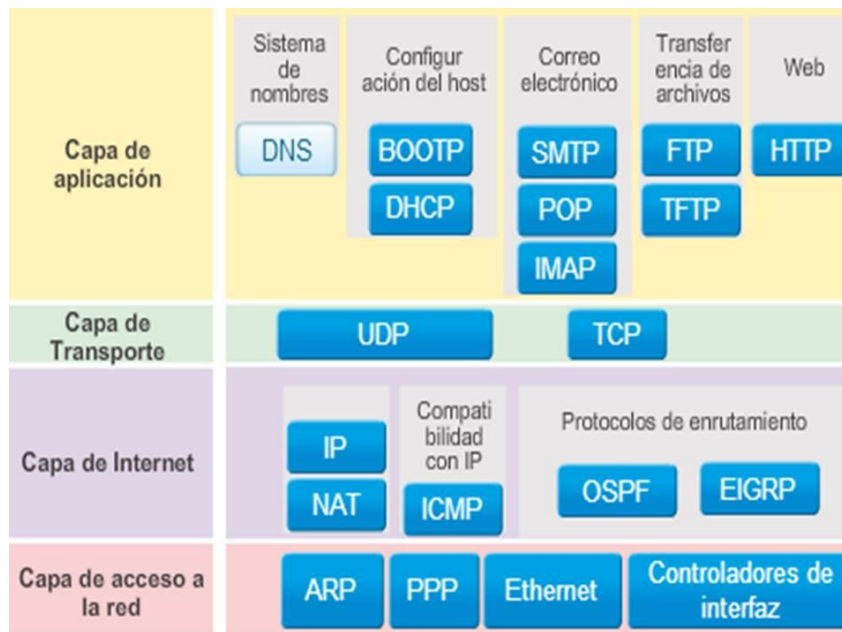 Capa de
aplicación
Sistema
de
nombres
DNS
Configur
ación del host
BOOTP
DHCP
Correo
electrónico
SMTP
POP
IMAP
Transfer
encia de
archivos
FTP
TFTP
Web
HTTP
Capa de
Transporte
UDP
TCP
Capa de Internet
IP
NAT
Compati
bilidad
con IP
ICMP
Protocolos de enrutamiento
OSPF
EIGRP
Capa de acceso a
la red
ARP
PPP
Ethernet
Controladores de
interfaz